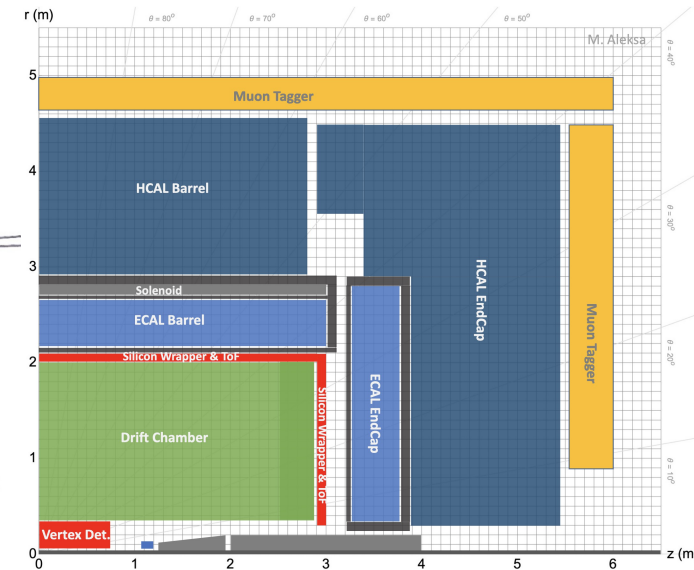 r (m)
θ = 80°
θ = 70°
θ = 60°
θ = 50°
M. Aleksa
θ = 40°
5
Muon Tagger
4
HCAL Barrel
θ = 30°
3
HCAL EndCap
Solenoid
ECAL Barrel
Muon Tagger
θ = 20°
Silicon Wrapper & ToF
2
Silicon Wrapper & ToF
ECAL EndCap
Drift Chamber
1
θ = 10°
Vertex Det.
0
0
1
2
3
4
5
6
z (m